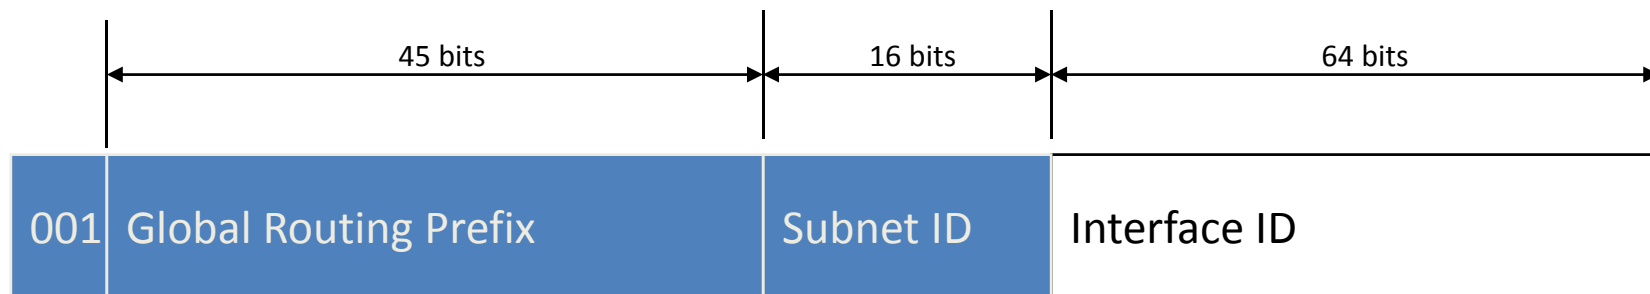 45 bits 16 bits 64 bits
001 Global Routing Prefix Subnet ID Interface ID